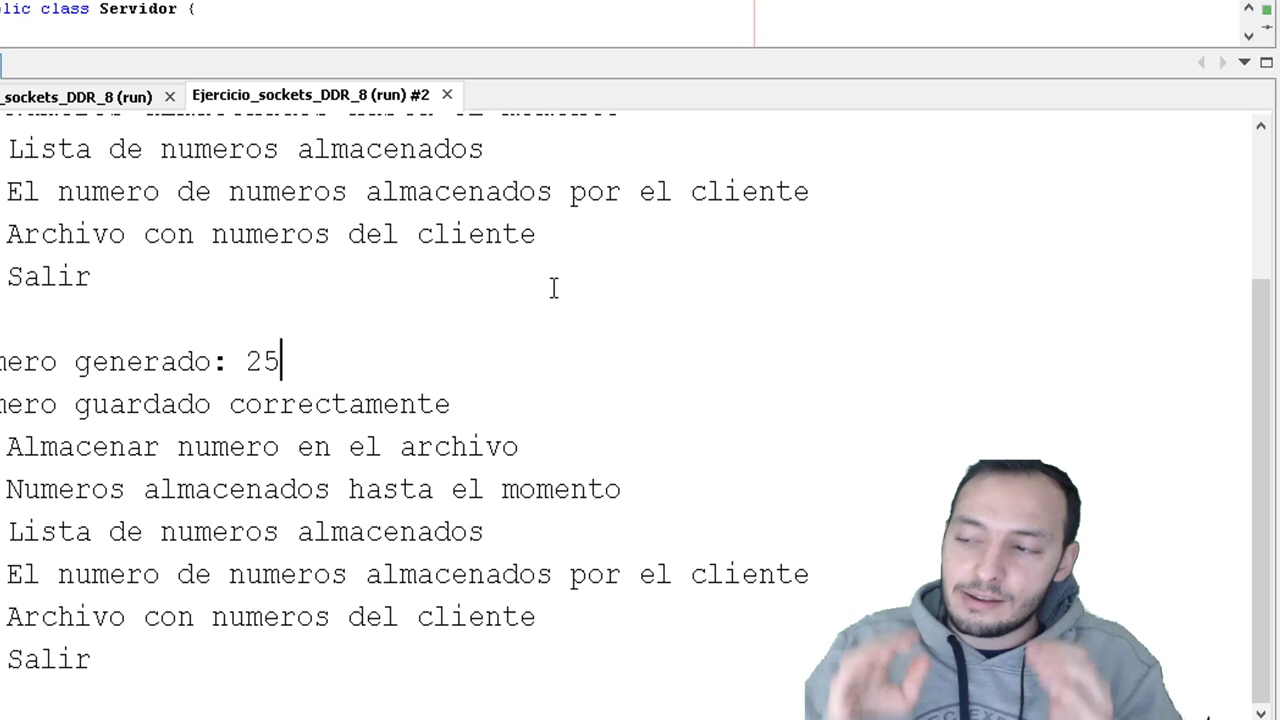 lic class Servidor {
_sockets_DDR_8 (run)
Ejercicio_sockets_DDR_8 (run) #2
Lista de numeros almacenados
El numero de numeros almacenados por el cliente
Archivo con numeros del cliente
Salir
mero generado: 25
mero guardado correctamente
Almacenar numero en el archivo
Numeros almacenados hasta el momento
Lista de numeros almacenados
El numero de numeros almacenados por el cliente
Archivo con numeros del cliente
Salir